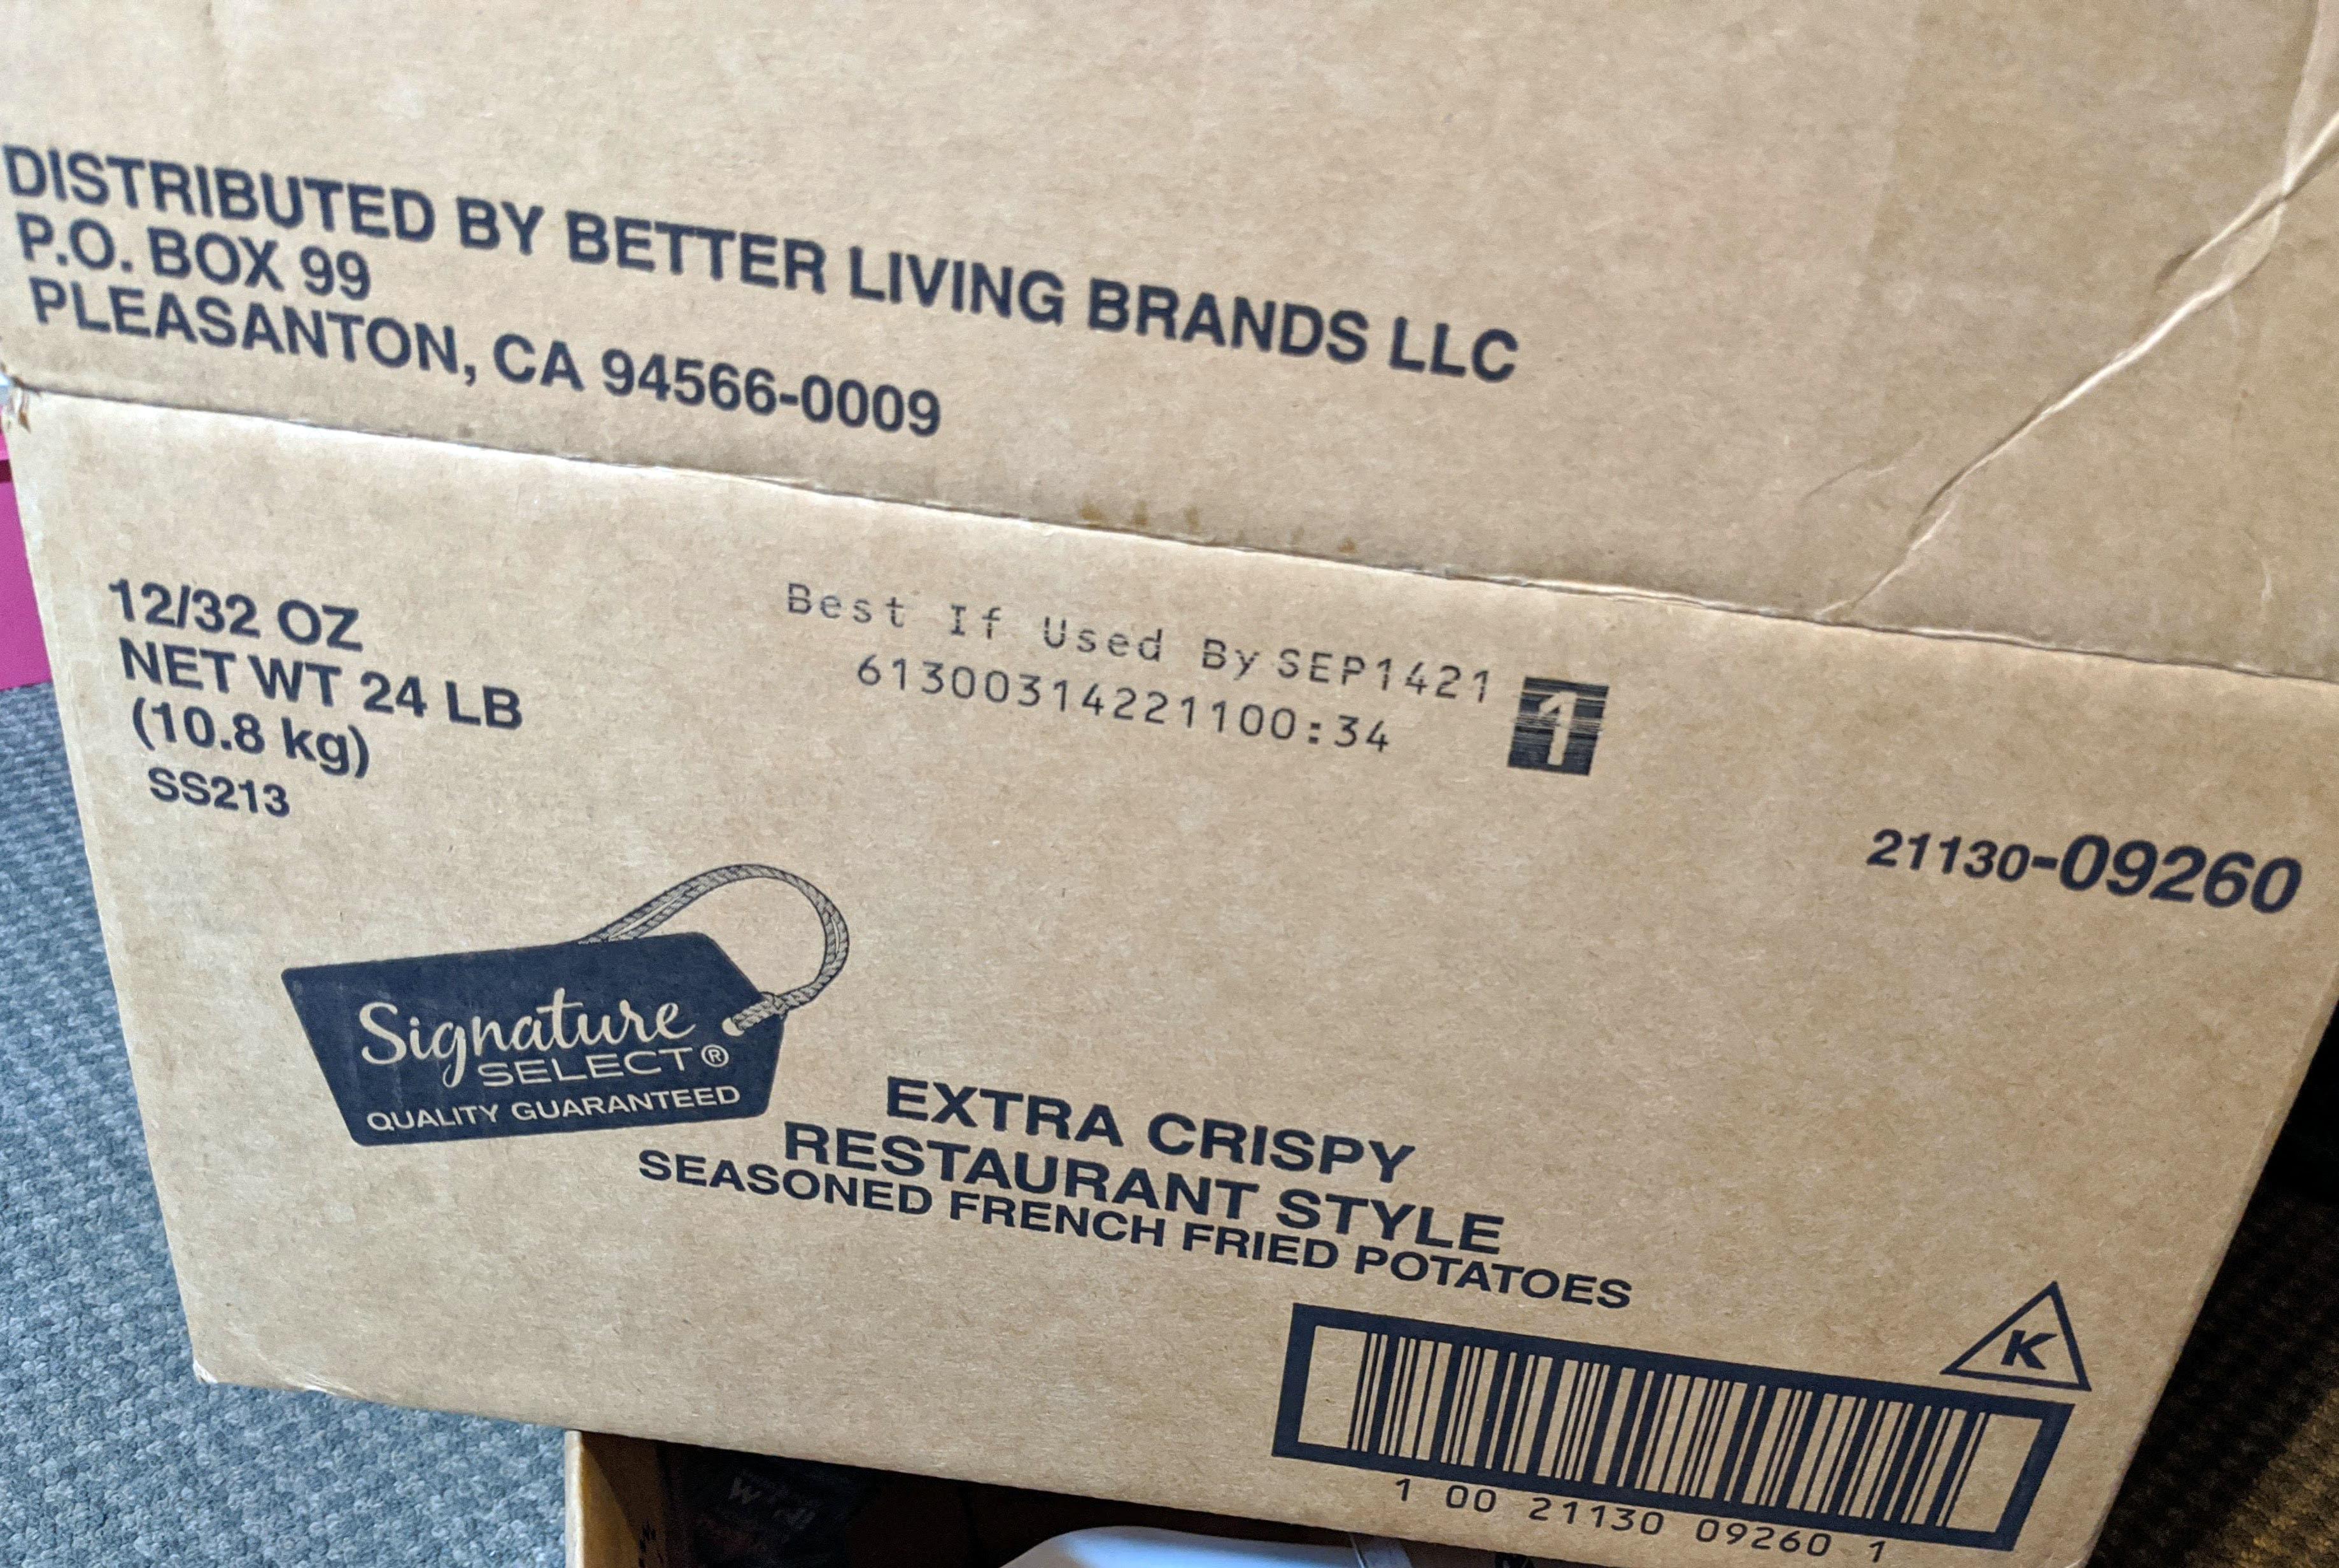 DISTRIBUTED BY BETTER LIVING BRANDS LLC
P.O. BOX 99
PLEASANTON, CA 94566-0009
12/32 OZ
NET WT 24 LB
(10.8 kg)
SS213
Best If Used By SEP1421
61300314221100:34
1
21130-09260
Signature
SELECT®
QUALITY GUARANTEED
EXTRA CRISPY
RESTAURANT STYLE
SEASONED FRENCH FRIED POTATOES
K
1 00 21130 09260 1